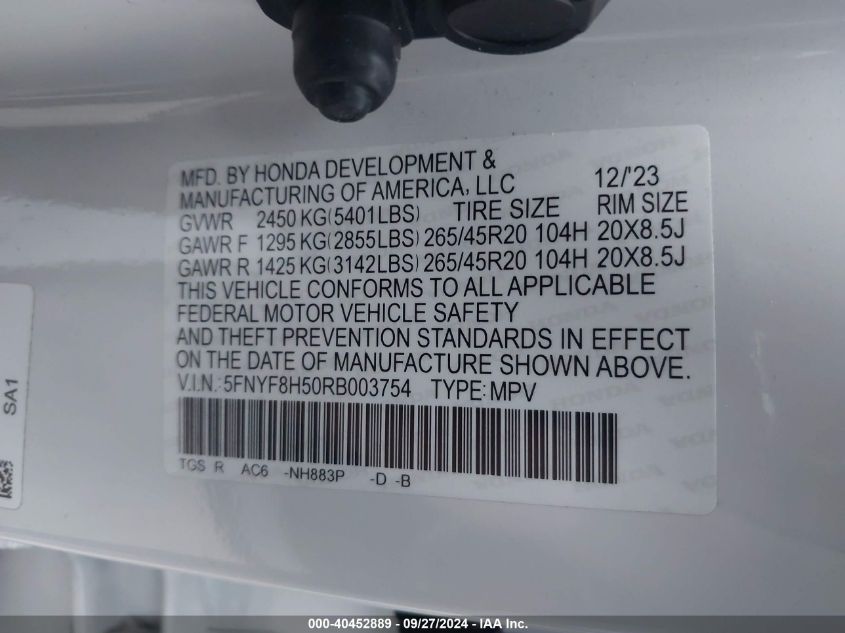 MFD. BY HONDA DEVELOPMENT &
MANUFACTURING OF AMERICA, LLC 12/'23
GVWR 2450 KG(5401LBS) TIRE SIZE RIM SIZE
GAWR F 1295 KG(2855LBS) 265/45R20 104H 20X8.5J
GAWR R 1425 KG(3142LBS) 265/45R20 104H 20X8.5J
THIS VEHICLE CONFORMS TO ALL APPLICABLE
FEDERAL MOTOR VEHICLE SAFETY
AND THEFT PREVENTION STANDARDS IN EFFECT
ON THE DATE OF MANUFACTURE SHOWN ABOVE.
V.I.N.:5FNYF8H50RB003754 TYPE:MPV
TGS R AC6 -NH883P -D -B
SA1
000-40452889 - 09/27/2024 - IAA Inc.